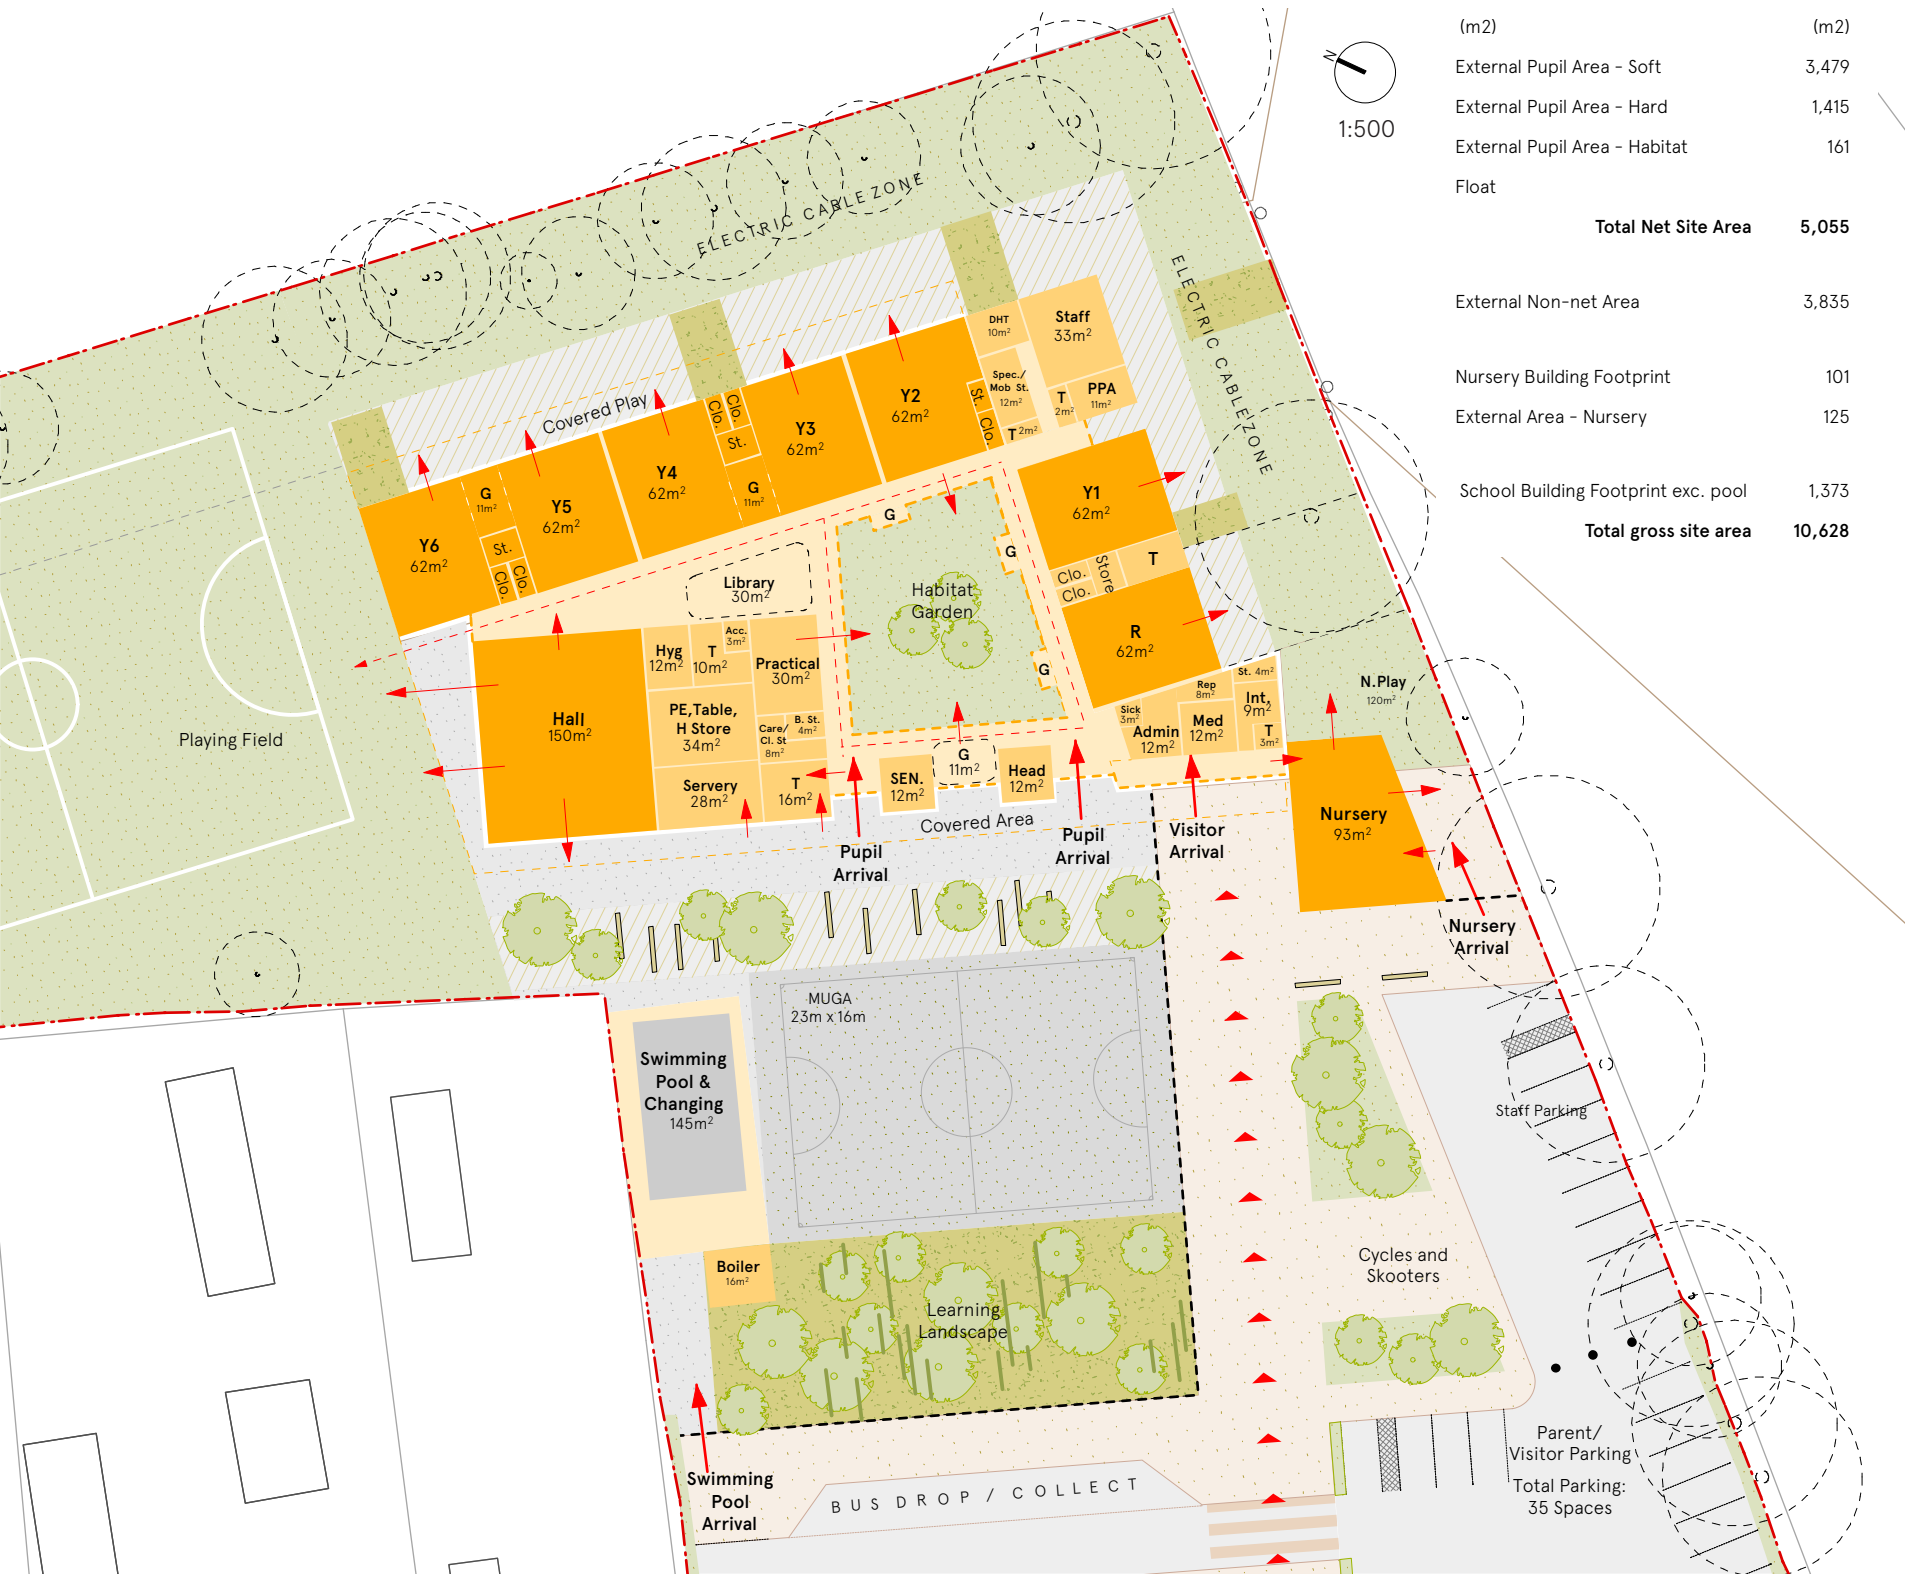 (m2) (m2)
External Pupil Area - Soft 3,479
External Pupil Area - Hard 1,415
External Pupil Area - Habitat 161
Float
Total Net Site Area 5,055
External Non-net Area 3,835
Nursery Building Footprint 101
External Area - Nursery 125
School Building Footprint exc. pool 1,373
Total gross site area 10,628
N
1:500
ELECTRIC CABLE ZONE
ELECTRIC CABLE ZONE
Covered Play
DHT
10m²
Staff
33m²
Spec./
Mob St.
12m²
T
2m²
PPA
11m²
St.
Clo.
T 2m²
Y2
62m²
Y3
62m²
Clo.
Clo.
St.
G
11m²
Y4
62m²
Y5
62m²
G
11m²
St.
Clo.
Clo.
Y6
62m²
Y1
62m²
Clo.
Clo.
Store
T
R
62m²
G
G
G
Habitat
Garden
Library
30m²
Hyg
12m²
T
10m²
Acc.
3m²
Practical
30m²
PE,Table,
H Store
34m²
Care/
Cl. St
8m²
B. St.
4m²
Hall
150m²
Servery
28m²
T
16m²
SEN.
12m²
G
11m²
Head
12m²
Sick
3m²
Rep
8m²
St. 4m²
Int.
9m²
Admin
12m²
Med
12m²
T
3m²
N.Play
120m²
Nursery
93m²
Playing Field
Covered Area
Pupil
Arrival
Pupil
Arrival
Visitor
Arrival
Nursery
Arrival
MUGA
23m x 16m
Swimming
Pool &
Changing
145m²
Boiler
16m²
Learning
Landscape
Staff Parking
Cycles and
Skooters
Parent/
Visitor Parking
Total Parking:
35 Spaces
Swimming
Pool
Arrival
BUS DROP / COLLECT